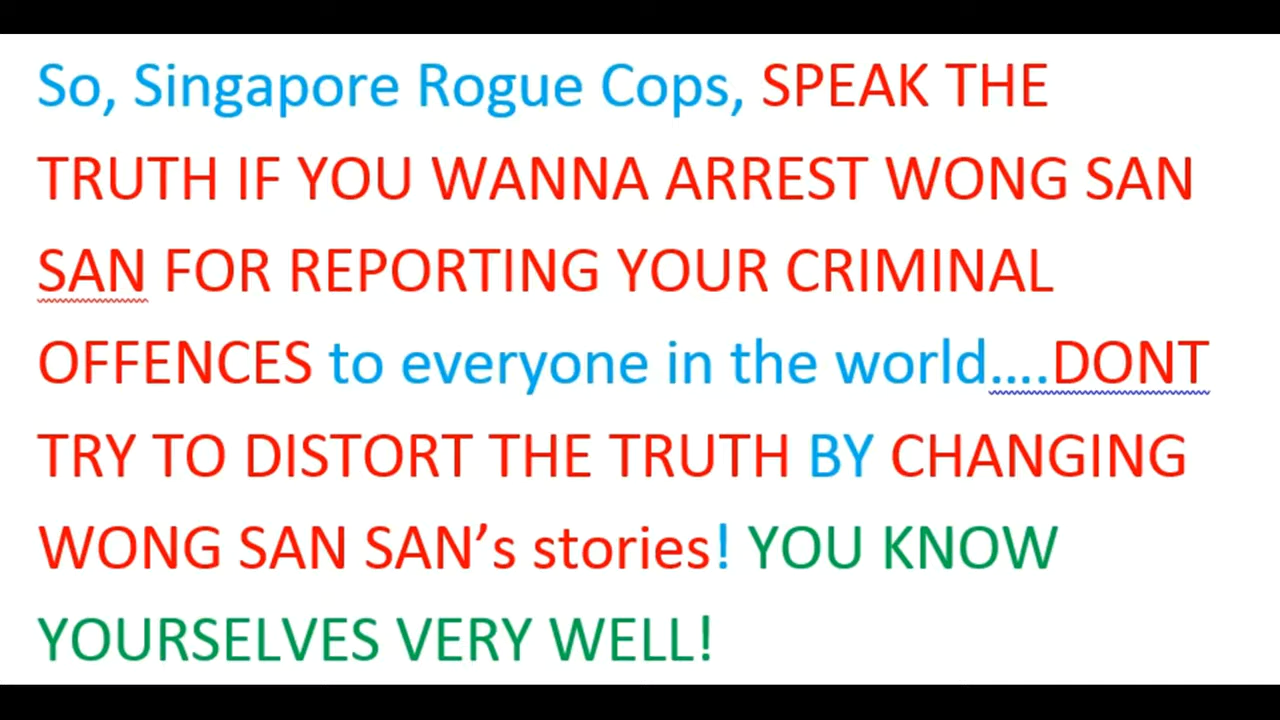 So, Singapore Rogue Cops, SPEAK THE
TRUTH IF YOU WANNA ARREST WONG SAN
SAN FOR REPORTING YOUR CRIMINAL
OFFENCES to everyone in the world....DONT
TRY TO DISTORT THE TRUTH BY CHANGING
WONG SAN SAN’s stories! YOU KNOW
YOURSELVES VERY WELL!